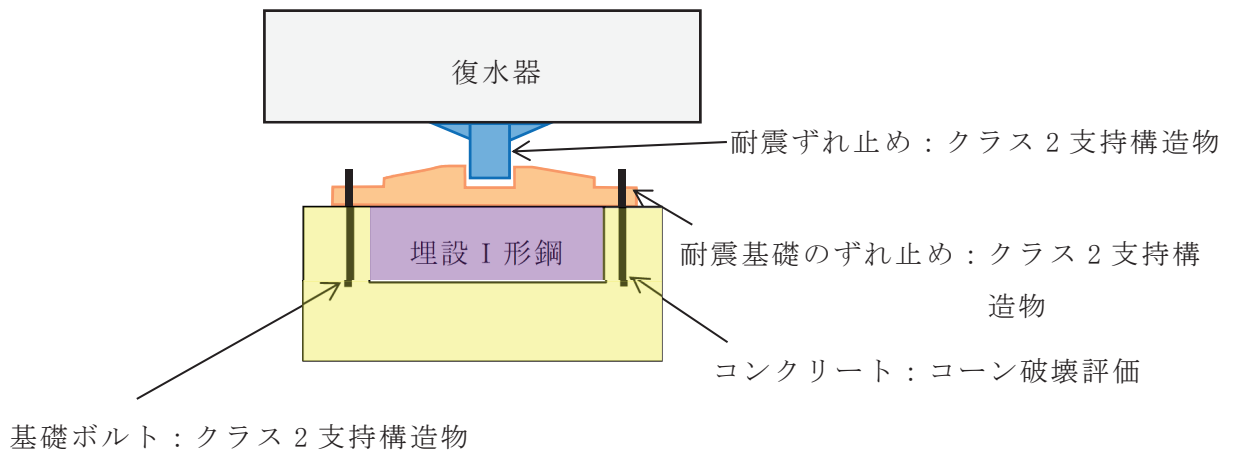 復水器
耐震ずれ止め：クラス２支持構造物
埋設Ｉ形鋼
耐震基礎のずれ止め：クラス２支持構
造物
コンクリート：コーン破壊評価
基礎ボルト：クラス２支持構造物